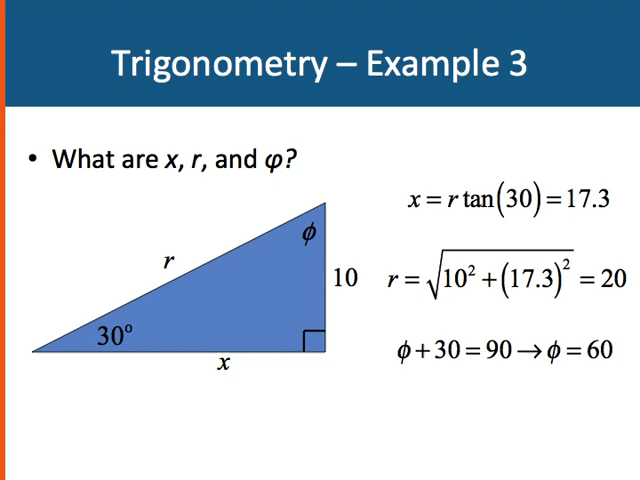 Trigonometry – Example 3
• What are x, r, and φ?
x = r tan(30) = 17.3
ϕ
r
10
r = √(10² + (17.3)²) = 20
30º
ϕ + 30 = 90 → ϕ = 60
x